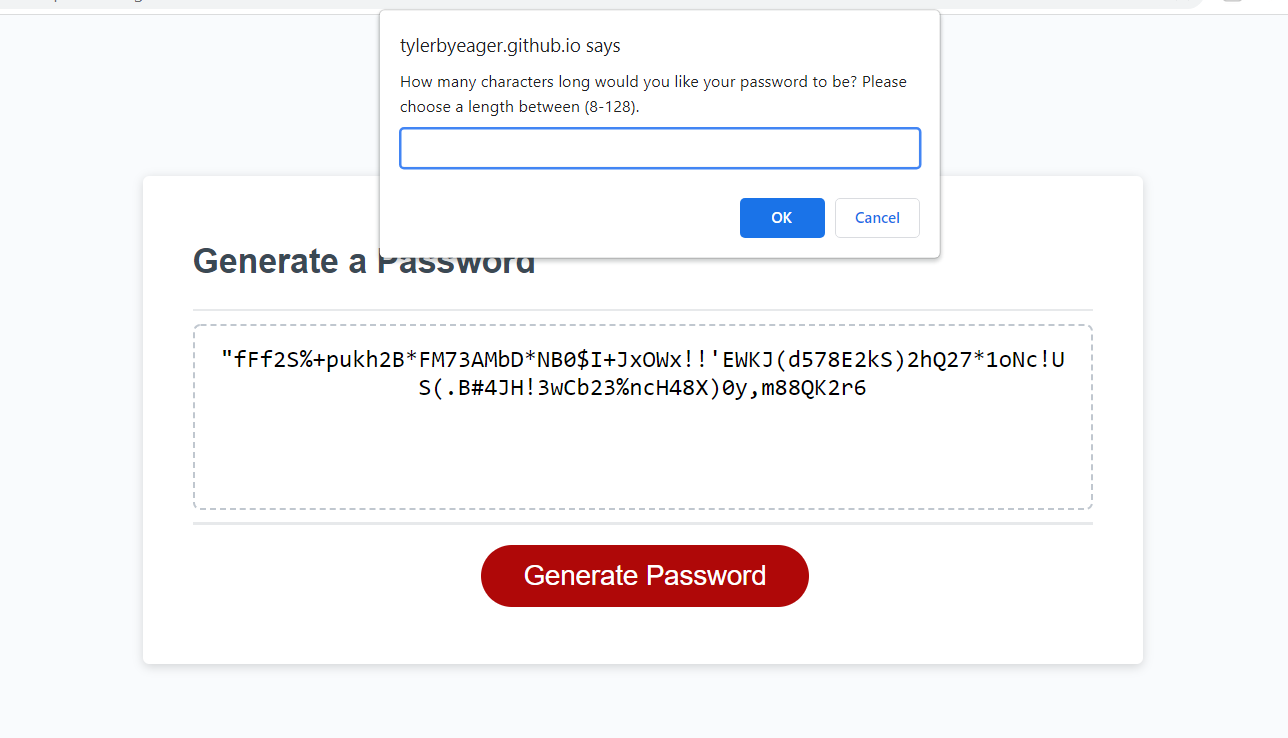 tylerbyeager.github.io says
How many characters long would you like your password to be? Please
choose a length between (8-128).
OK
Cancel
Generate a Password
"fFf2S%+pukh2B*FM73AMbD*NB0$I+JxOWx!!'EWKJ(d578E2kS)2hQ27*1oNc!U
S(.B#4JH!3wCb23%ncH48X)0y,m88QK2r6
Generate Password